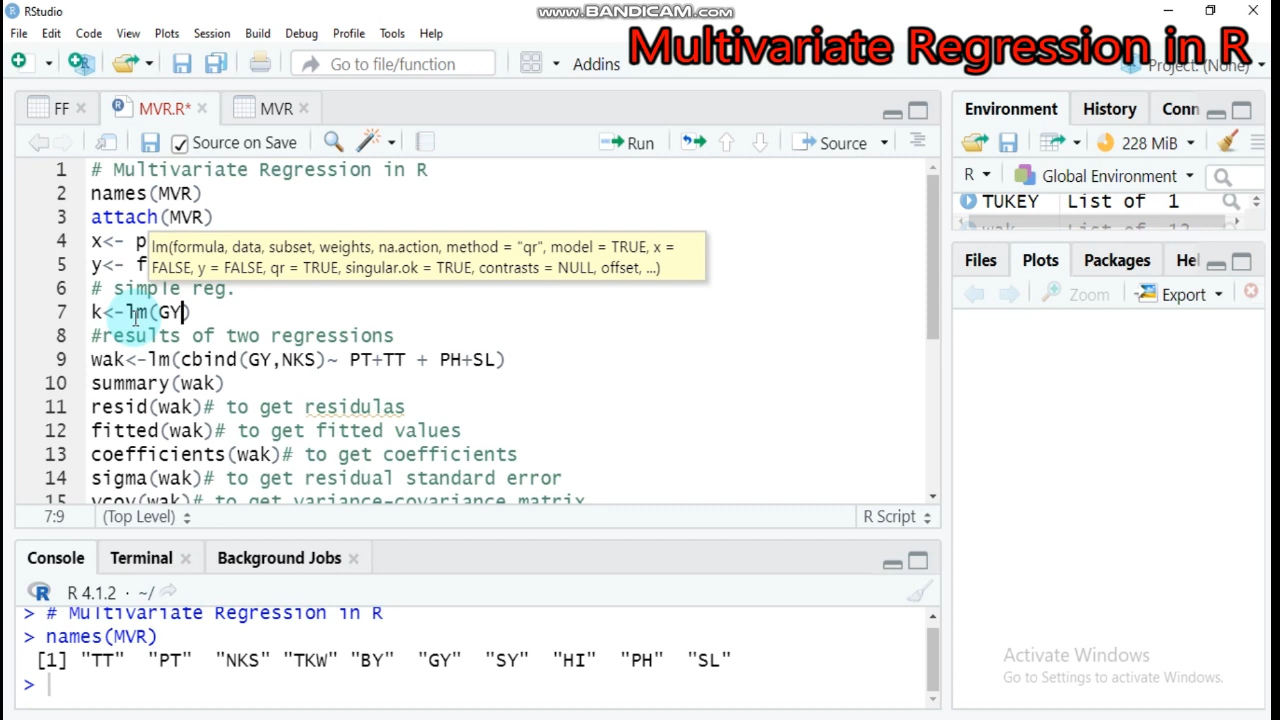 RStudio
www.BANDICAM.com
File Edit Code View Plots Session Build Debug Profile Tools Help
Multivariate Regression in R
Go to file/function Addins Project: (None)
FF MVR.R* MVR
Environment History Conn
Source on Save Run Source
228 MiB
R Global Environment
TUKEY List of 1
1 # Multivariate Regression in R
2 names(MVR)
3 attach(MVR)
4 x<- p
lm(formula, data, subset, weights, na.action, method = "qr", model = TRUE, x =
5 y<- f
FALSE, y = FALSE, qr = TRUE, singular.ok = TRUE, contrasts = NULL, offset, ...)
6 # simple reg.
7 k<-lm(GY)
8 #results of two regressions
9 wak<-lm(cbind(GY,NKS)~ PT+TT + PH+SL)
10 summary(wak)
11 resid(wak)# to get residulas
12 fitted(wak)# to get fitted values
13 coefficients(wak)# to get coefficients
14 sigma(wak)# to get residual standard error
15 vcov(wak)# to get variance-covariance matrix
7:9 (Top Level) R Script
Files Plots Packages He
Zoom Export
Console Terminal Background Jobs
R 4.1.2 · ~/
> # Multivariate Regression in R
> names(MVR)
[1] "TT" "PT" "NKS" "TKW" "BY" "GY" "SY" "HI" "PH" "SL"
>
Activate Windows
Go to Settings to activate Windows.